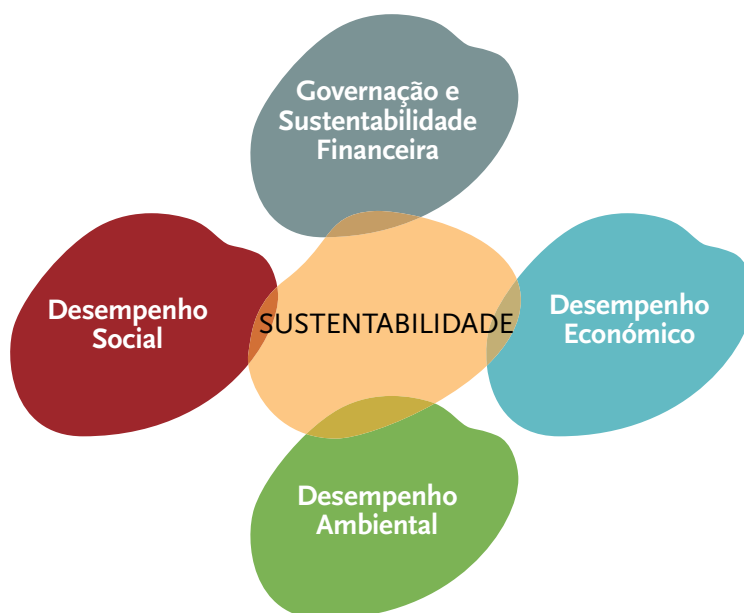 Governação e
Sustentabilidade
Financeira
Desempenho
Social
SUSTENTABILIDADE
Desempenho
Económico
Desempenho
Ambiental